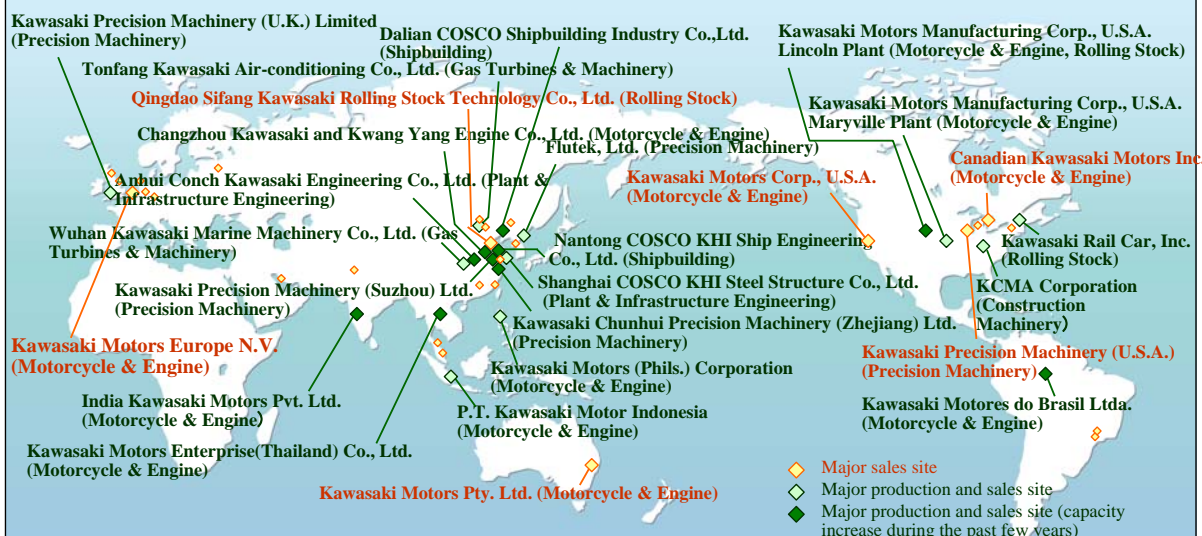 Kawasaki Precision Machinery (U.K.) Limited
(Precision Machinery)
Dalian COSCO Shipbuilding Industry Co.,Ltd.
(Shipbuilding)
Tonfang Kawasaki Air-conditioning Co., Ltd. (Gas Turbines & Machinery)
Qingdao Sifang Kawasaki Rolling Stock Technology Co., Ltd. (Rolling Stock)
Changzhou Kawasaki and Kwang Yang Engine Co., Ltd. (Motorcycle & Engine)
Flutek, Ltd. (Precision Machinery)
Anhui Conch Kawasaki Engineering Co., Ltd. (Plant &
Infrastructure Engineering)
Wuhan Kawasaki Marine Machinery Co., Ltd. (Gas
Turbines & Machinery)
Kawasaki Precision Machinery (Suzhou) Ltd.
(Precision Machinery)
Kawasaki Motors Europe N.V.
(Motorcycle & Engine)
India Kawasaki Motors Pvt. Ltd.
(Motorcycle & Engine)
Kawasaki Motors Enterprise(Thailand) Co., Ltd.
(Motorcycle & Engine)
Nantong COSCO KHI Ship Engineering
Co., Ltd. (Shipbuilding)
Shanghai COSCO KHI Steel Structure Co., Ltd.
(Plant & Infrastructure Engineering)
Kawasaki Chunhui Precision Machinery (Zhejiang) Ltd.
(Precision Machinery)
Kawasaki Motors (Phils.) Corporation
(Motorcycle & Engine)
P.T. Kawasaki Motor Indonesia
(Motorcycle & Engine)
Kawasaki Motors Pty. Ltd. (Motorcycle & Engine)
Kawasaki Motors Manufacturing Corp., U.S.A.
Lincoln Plant (Motorcycle & Engine, Rolling Stock)
Kawasaki Motors Manufacturing Corp., U.S.A.
Maryville Plant (Motorcycle & Engine)
Canadian Kawasaki Motors Inc.
(Motorcycle & Engine)
Kawasaki Motors Corp., U.S.A.
(Motorcycle & Engine)
Kawasaki Rail Car, Inc.
(Rolling Stock)
KCMA Corporation
(Construction
Machinery)
Kawasaki Precision Machinery (U.S.A.)
(Precision Machinery)
Kawasaki Motores do Brasil Ltda.
(Motorcycle & Engine)
Major sales site
Major production and sales site
Major production and sales site (capacity
increase during the past few years)